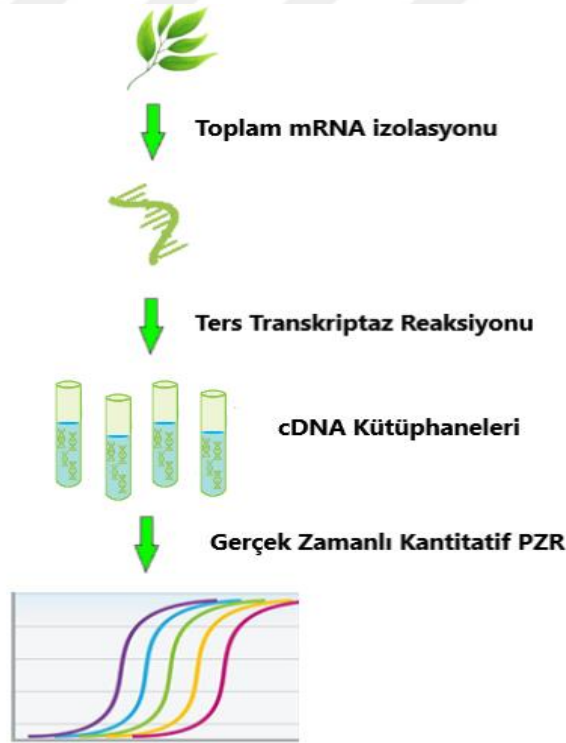 Toplam mRNA izolasyonu
Ters Transkriptaz Reaksiyonu
cDNA Kütüphaneleri
Gerçek Zamanlı Kantitatif PZR